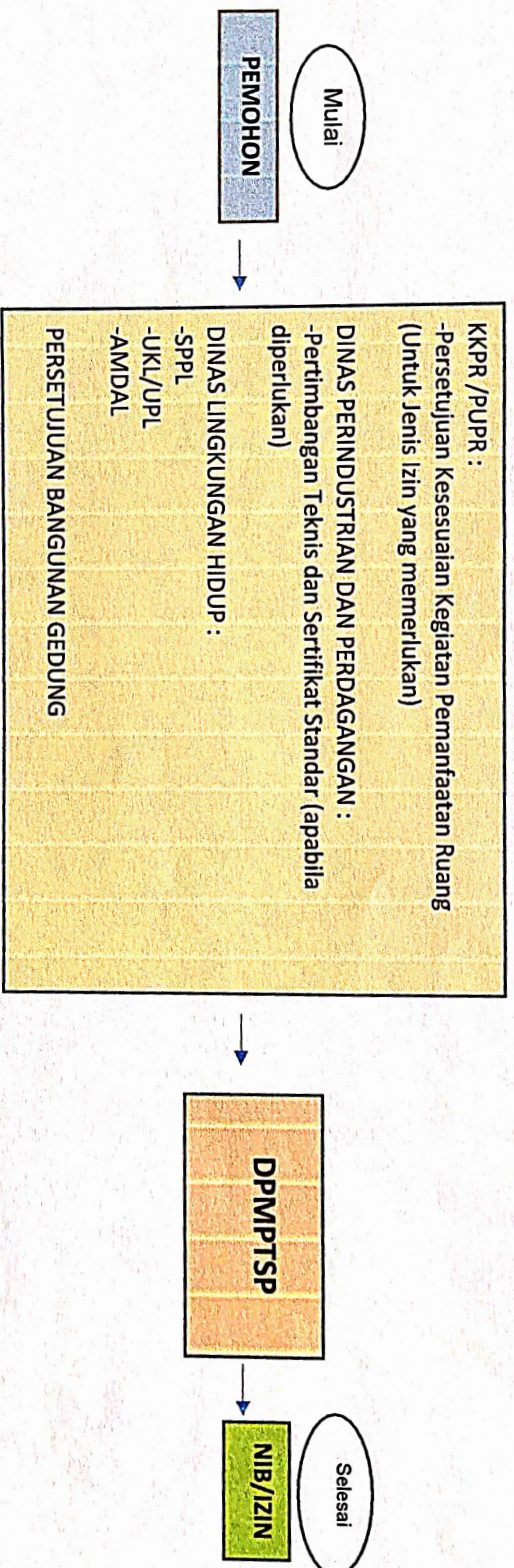 Mulai
PEMOHON
KKPR /PUPR :
-Persetujuan Kesesuaian Kegiatan Pemanfaatan Ruang
(Untuk Jenis Izin yang memerlukan)
DINAS PERINDUSTRIAN DAN PERDAGANGAN :
-Pertimbangan Teknis dan Sertifikat Standar (apabila
diperlukan)
DINAS LINGKUNGAN HIDUP :
-SPPL
-UKL/UPL
-AMDAL
PERSETUJUAN BANGUNAN GEDUNG
DPMPTSP
Selesai
NIB/IZIN